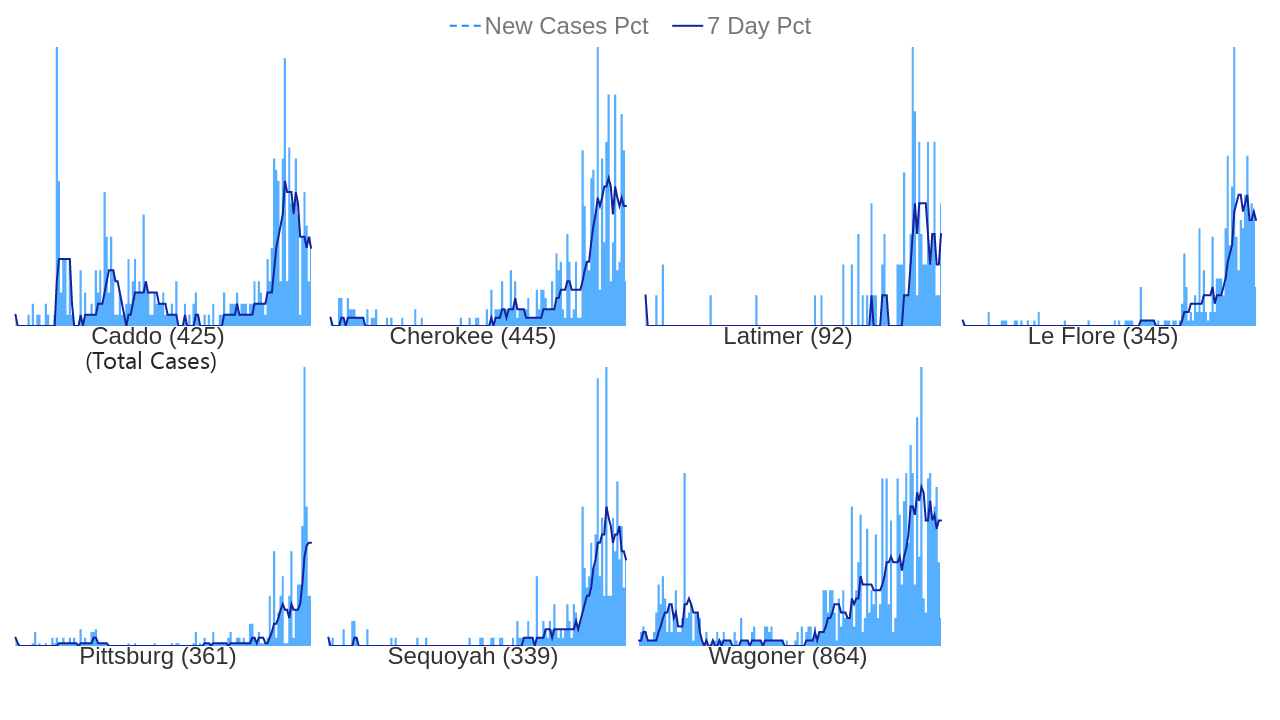 New Cases Pct 7 Day Pct
Caddo (425) Cherokee (445) Latimer (92) Le Flore (345)
(Total Cases)
Pittsburg (361) Sequoyah (339) Wagoner (864)